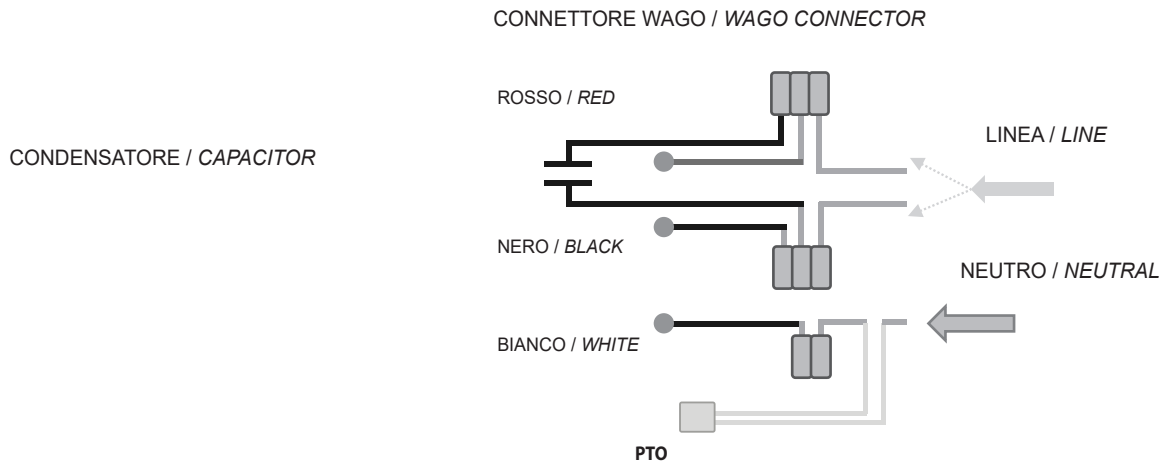 CONNETTORE WAGO / WAGO CONNECTOR
ROSSO / RED
LINEA / LINE
CONDENSATORE / CAPACITOR
NERO / BLACK
NEUTRO / NEUTRAL
BIANCO / WHITE
PTO